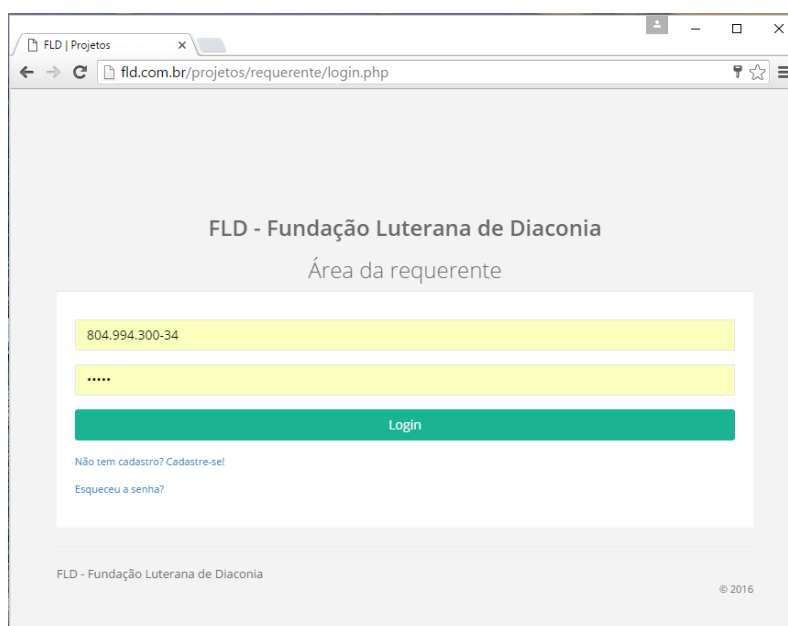 FLD | Projetos
fld.com.br/projetos/requerente/login.php
FLD - Fundação Luterana de Diaconia
Área da requerente
804.994.300-34
•••••
Login
Não tem cadastro? Cadastre-se!
Esqueceu a senha?
FLD - Fundação Luterana de Diaconia
© 2016